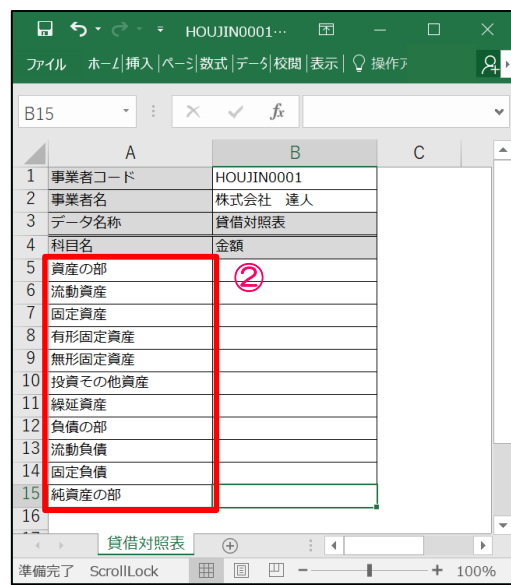 HOUJIN0001…
ファイル ホーム 挿入 ページ 数式 データ 校閲 表示 操作ア
B15 fx
A B C
1 事業者コード HOUJIN0001
2 事業者名 株式会社 達人
3 データ名称 貸借対照表
4 科目名 金額
5 資産の部
②
6 流動資産
7 固定資産
8 有形固定資産
9 無形固定資産
10 投資その他資産
11 繰延資産
12 負債の部
13 流動負債
14 固定負債
15 純資産の部
16
貸借対照表
準備完了 ScrollLock 100%